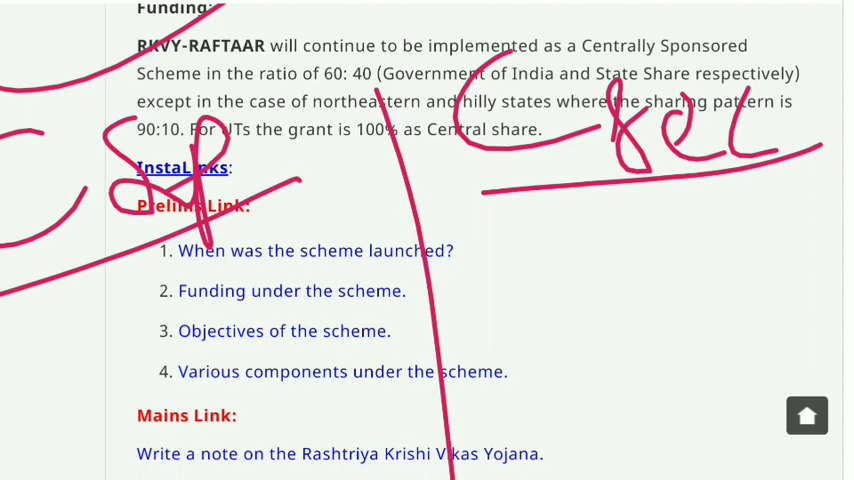 Funding:
RKVY-RAFTAAR will continue to be implemented as a Centrally Sponsored
Scheme in the ratio of 60: 40 (Government of India and State Share respectively)
except in the case of northeastern and hilly states where the sharing pattern is
90:10. For UTs the grant is 100% as Central share.
InstaLinks:
Prelims Link:
1. When was the scheme launched?
2. Funding under the scheme.
3. Objectives of the scheme.
4. Various components under the scheme.
Mains Link:
Write a note on the Rashtriya Krishi Vikas Yojana.